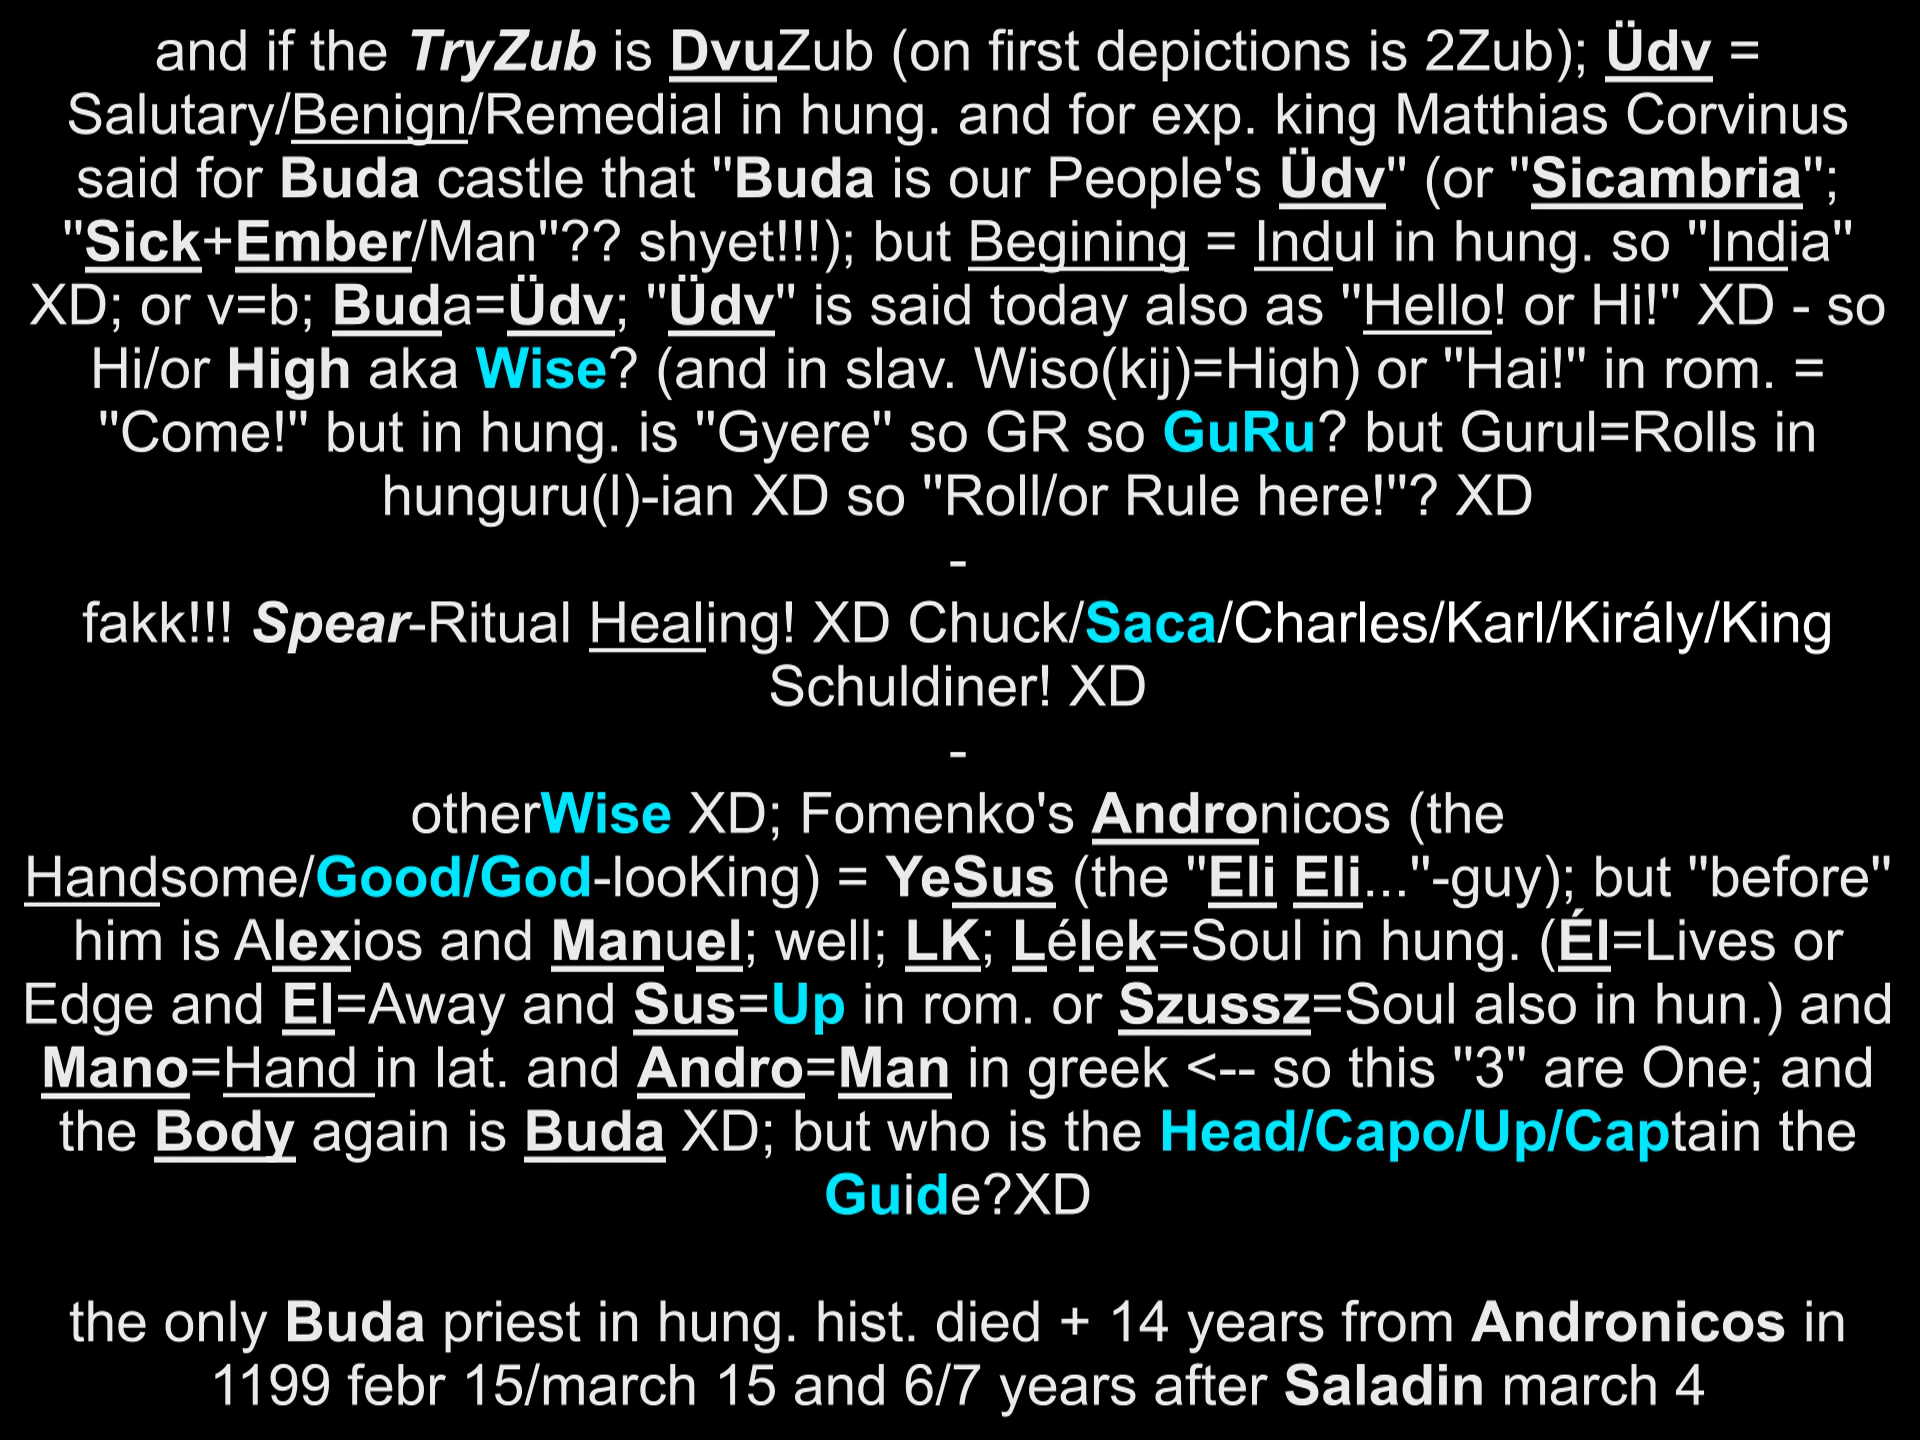 and if the TryZub is DvuZub (on first depictions is 2Zub); Üdv =
Salutary/Benign/Remedial in hung. and for exp. king Matthias Corvinus
said for Buda castle that "Buda is our People's Üdv" (or "Sicambria";
"Sick+Ember/Man"?? shyet!!!); but Begining = Indul in hung. so "India"
XD; or v=b; Buda=Üdv; "Üdv" is said today also as "Hello! or Hi!" XD - so
Hi/or High aka Wise? (and in slav. Wiso(kij)=High) or "Hai!" in rom. =
"Come!" but in hung. is "Gyere" so GR so GuRu? but Gurul=Rolls in
hunguru(l)-ian XD so "Roll/or Rule here!"? XD
-
fakk!!! Spear-Ritual Healing! XD Chuck/Saca/Charles/Karl/Király/King
Schuldiner! XD
-
otherWise XD; Fomenko's Andronicos (the
Handsome/Good/God-looKing) = YeSus (the "Eli Eli..."-guy); but "before"
him is Alexios and Manuel; well; LK; Lélek=Soul in hung. (Él=Lives or
Edge and El=Away and Sus=Up in rom. or Szussz=Soul also in hun.) and
Mano=Hand in lat. and Andro=Man in greek <-- so this "3" are One; and
the Body again is Buda XD; but who is the Head/Capo/Up/Captain the
Guide?XD
the only Buda priest in hung. hist. died + 14 years from Andronicos in
1199 febr 15/march 15 and 6/7 years after Saladin march 4